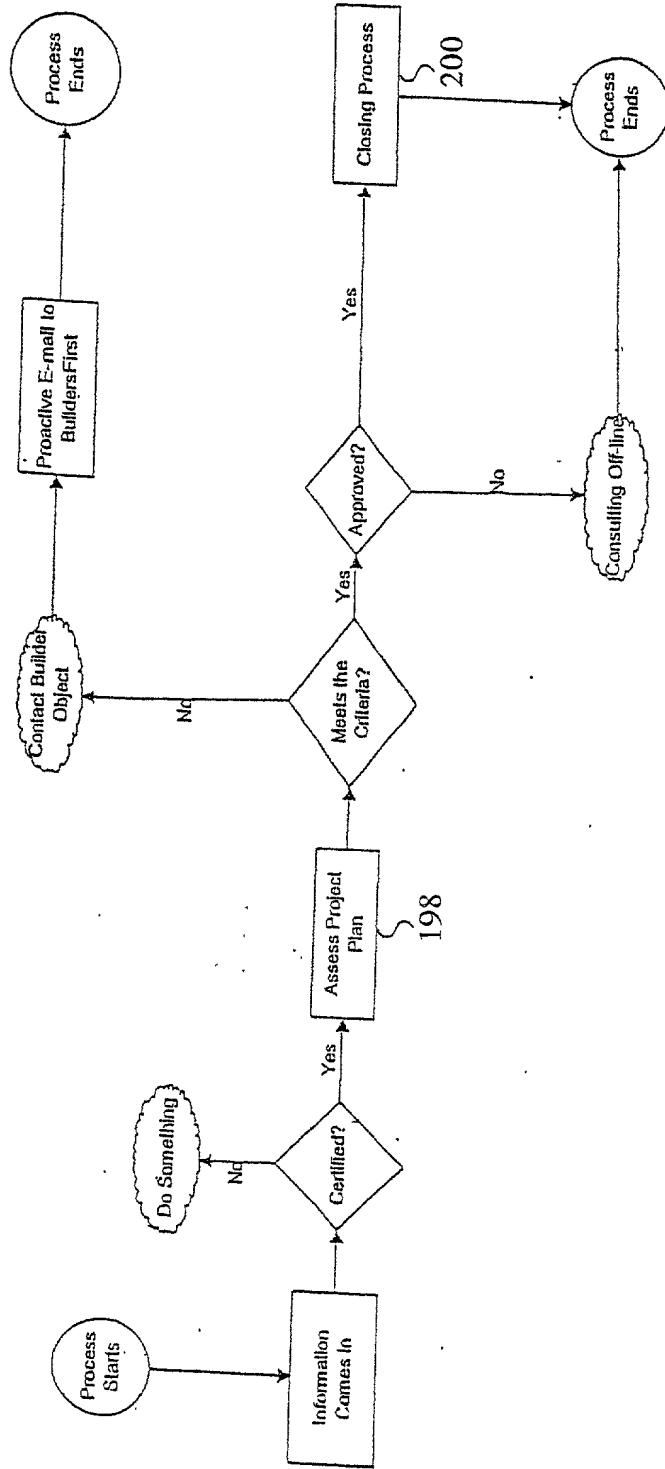 Process
Starts
Information
Comes In
Certified?
No
Do Something
Yes
Assess Project
Plan
198
Meets the
Criteria?
No
Contact Builder
Object
Proactive E-mail to
BuildersFirst
Process
Ends
Yes
Approved?
Yes
Closing Process
200
No
Consulting Off-line
Process
Ends